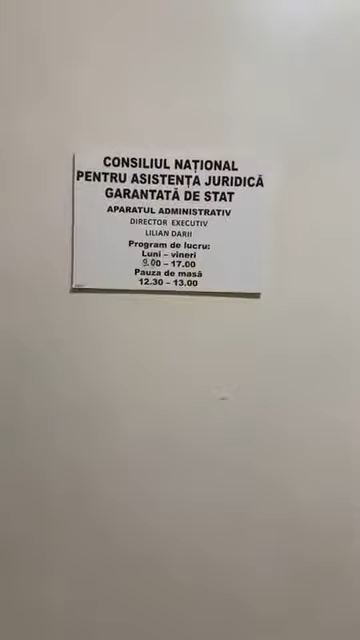 CONSILIUL NAȚIONAL
PENTRU ASISTENȚA JURIDICĂ
GARANTATĂ DE STAT
APARATUL ADMINISTRATIV
DIRECTOR EXECUTIV
LILIAN DARII
Program de lucru:
Luni – vineri
9.00 – 17.00
Pauza de masă
12.30 – 13.00